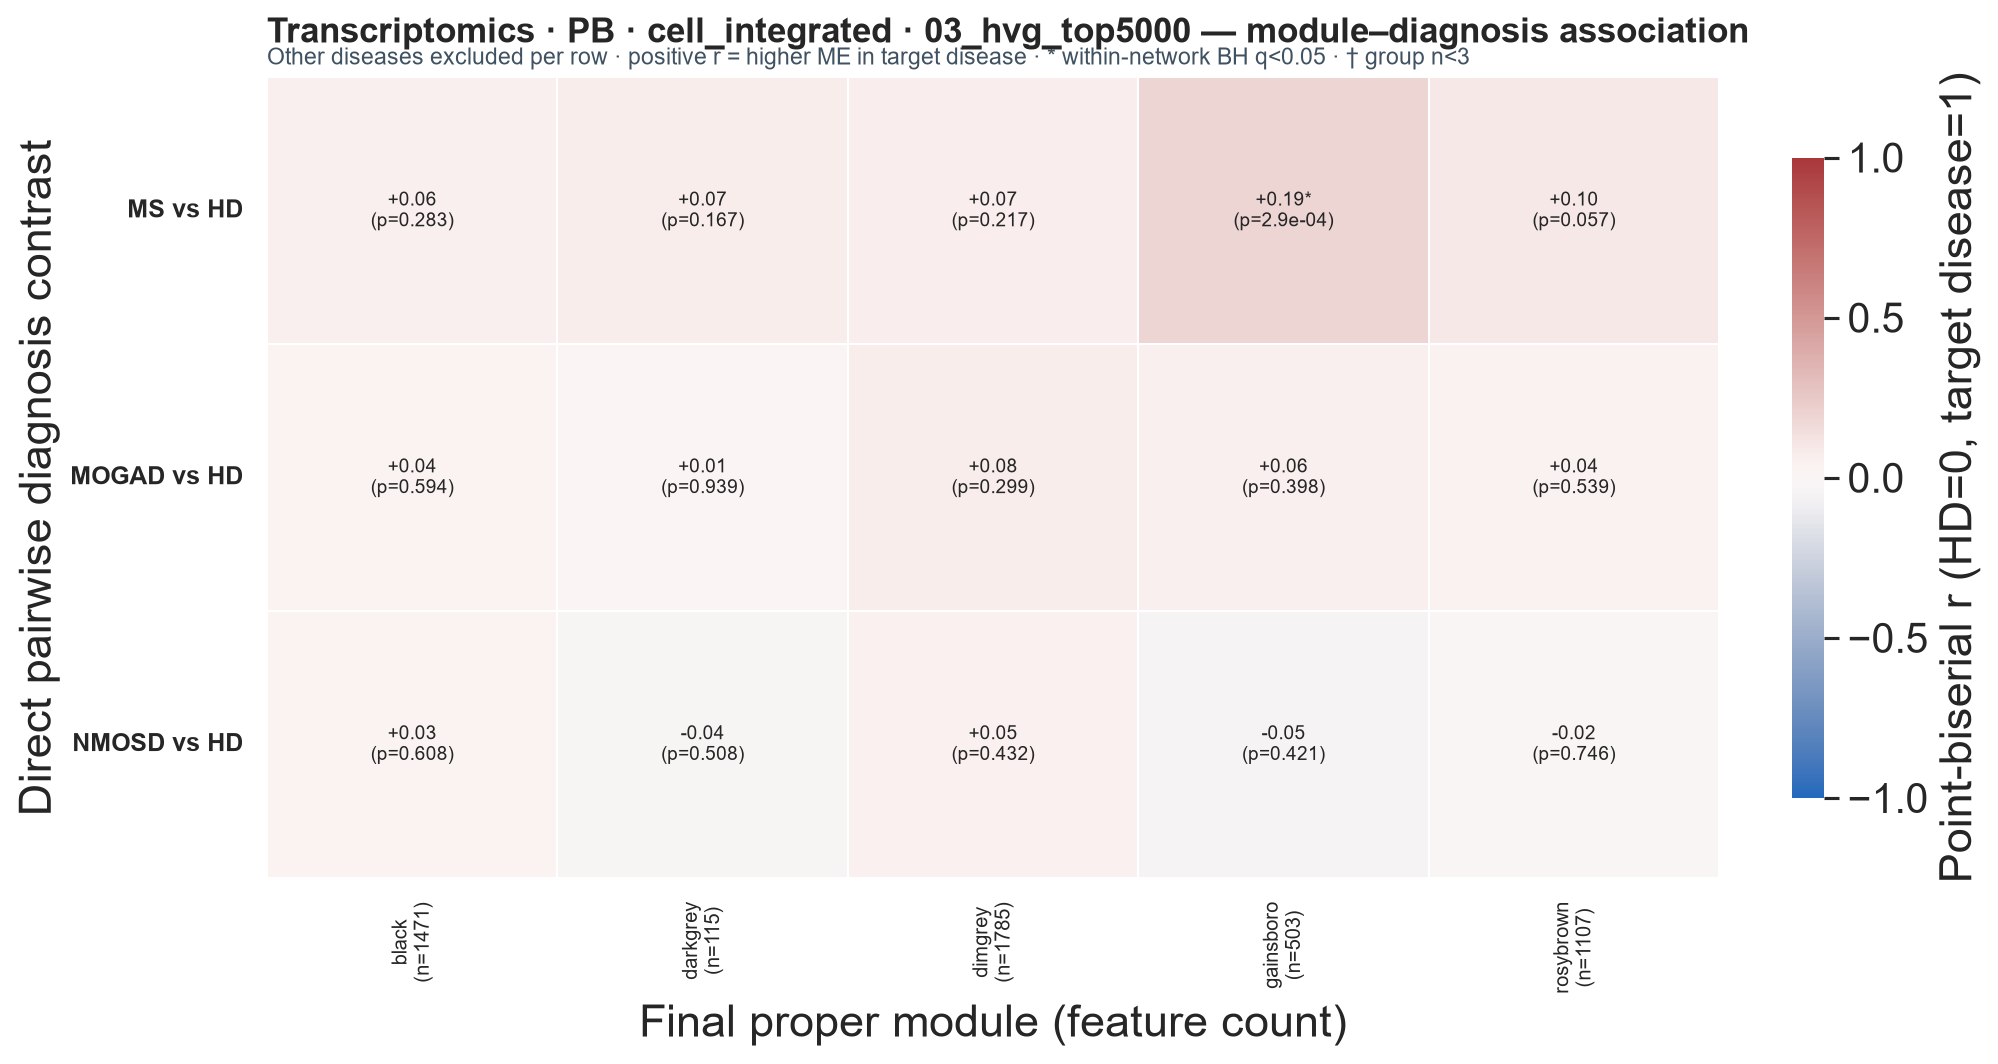 Transcriptomics · PB · cell_integrated · 03_hvg_top5000 — module–diagnosis association
Other diseases excluded per row · positive r = higher ME in target disease · * within-network BH q<0.05 · † group n<3
Direct pairwise diagnosis contrast
MS vs HD
+0.06
(p=0.283)
+0.07
(p=0.167)
+0.07
(p=0.217)
+0.19*
(p=2.9e-04)
+0.10
(p=0.057)
MOGAD vs HD
+0.04
(p=0.594)
+0.01
(p=0.939)
+0.08
(p=0.299)
+0.06
(p=0.398)
+0.04
(p=0.539)
NMOSD vs HD
+0.03
(p=0.608)
-0.04
(p=0.508)
+0.05
(p=0.432)
-0.05
(p=0.421)
-0.02
(p=0.746)
black
(n=1471)
darkgrey
(n=115)
dimgrey
(n=1785)
gainsboro
(n=503)
rosybrown
(n=1107)
Final proper module (feature count)
1.0
0.5
0.0
−0.5
−1.0
Point-biserial r (HD=0, target disease=1)